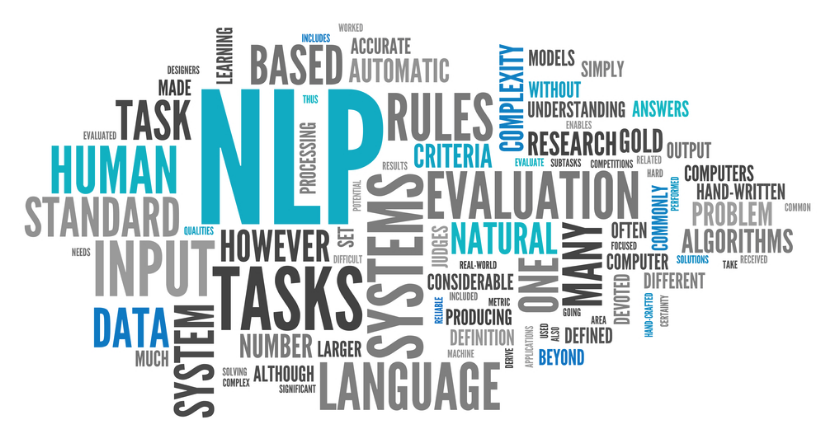 WORKED
INCLUDES
LEARNING
BASED
ACCURATE
AUTOMATIC
DESIGNERS
MADE
TASK
EVALUATED
HUMAN
STANDARD
NLP
THUS
PROCESSING
POTENTIAL
RULES
RESULTS
CRITERIA
COMPLEXITY
MODELS
SIMPLY
WITHOUT
UNDERSTANDING
ANSWERS
ENABLES
RESEARCH
GOLD
OUTPUT
EVALUATE
SUBTASKS
COMPETITIONS
RELATED
HARD
COMPUTERS
HAND-WRITTEN
EVALUATION
COMMONLY
PERFORMED
PROBLEM
COMMON
ALGORITHMS
QUALITIES
NEEDS
INPUT
HOWEVER
SET
DIFFICULT
SYSTEMS
JUDGES
NATURAL
OFTEN
FOCUSED
COMPUTER
SOLUTIONS
TAKE
RECEIVED
TASKS
REAL-WORLD
CONSIDERABLE
ONE
MANY
DEVOTED
DIFFERENT
INCLUDED
METRIC
RELIABLE
PRODUCING
GOING
AREA
HAND-CRAFTED
CERTAINTY
DATA
MUCH
SYSTEM
NUMBER
LARGER
DEFINITION
MACHINE
DERIVE
APPLICATIONS
USED
ALSO
DEFINED
BEYOND
SOLVING
COMPLEX
ALTHOUGH
SIGNIFICANT
LANGUAGE